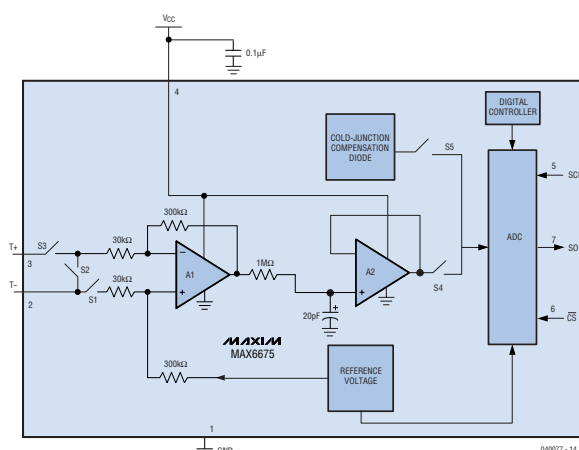 VCC
0.1µF
4
DIGITAL
CONTROLLER
COLD-JUNCTION
COMPENSATION
DIODE
S5
5
SCK
300kΩ
T+
S3
30kΩ
3
S2
A1
1MΩ
A2
ADC
7
SO
T–
S1
30kΩ
2
S4
20pF
6
CS
MAXIM
MAX6675
300kΩ
REFERENCE
VOLTAGE
1
GND
040077 - 14